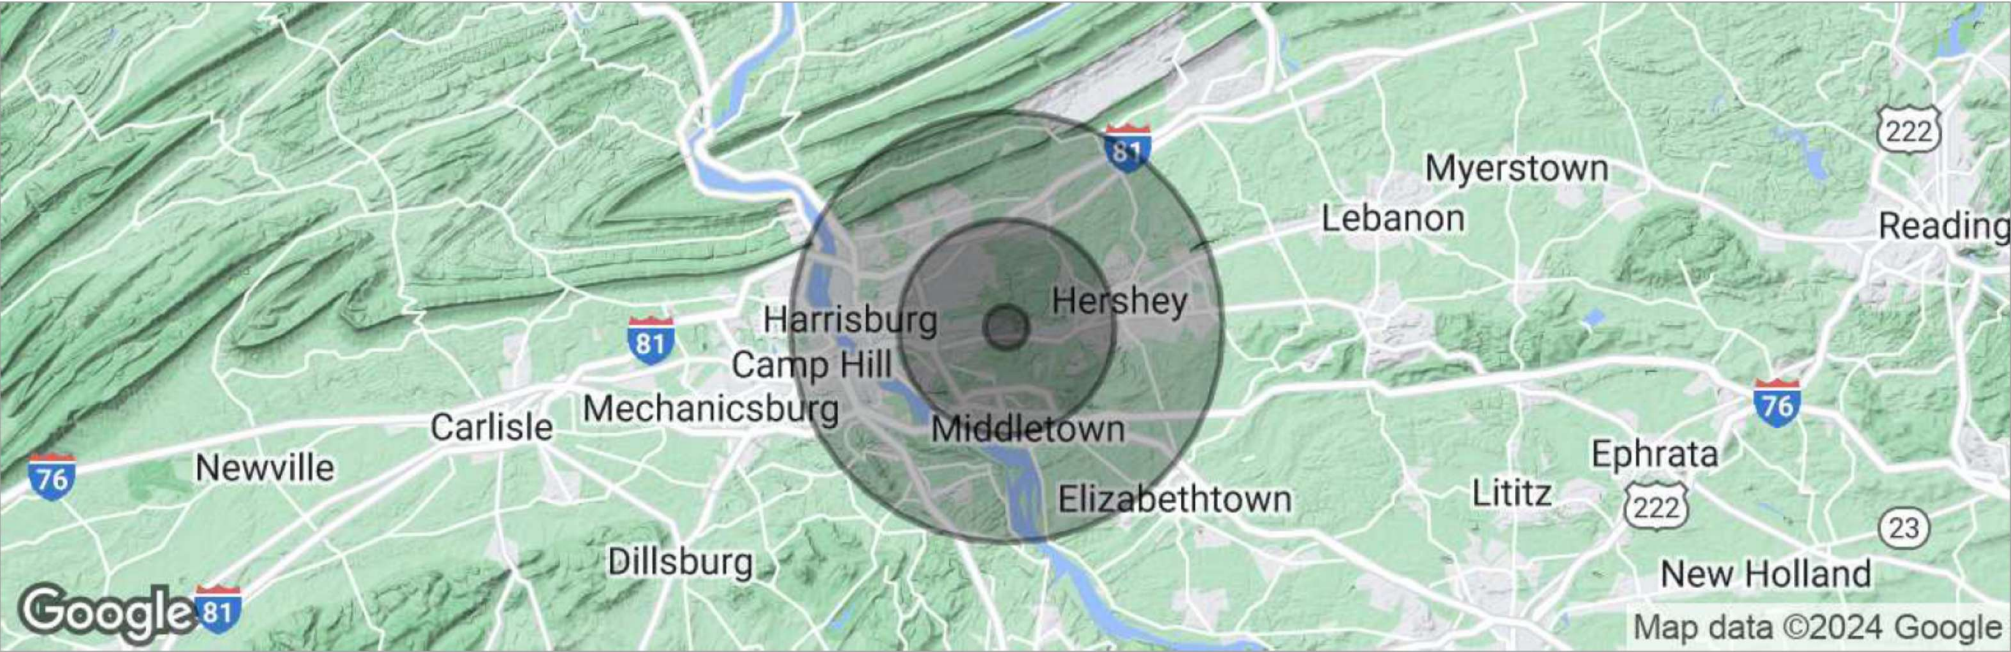 81
222
Myerstown
Lebanon
Reading
Hershey
Harrisburg
81
Camp Hill
Mechanicsburg
76
Carlisle
Middletown
Ephrata
76
Newville
Lititz
Elizabethtown
222
23
Dillsburg
New Holland
Google
81
Map data ©2024 Google